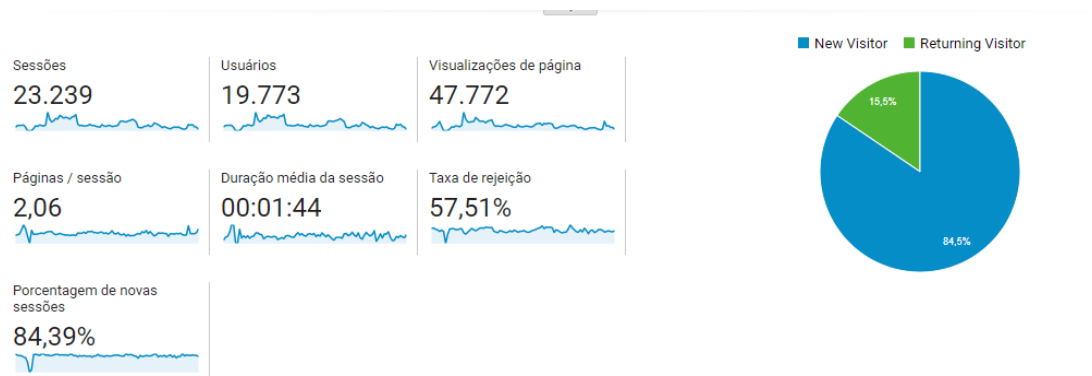 New Visitor Returning Visitor
Sessões
23.239
Usuários
19.773
Visualizações de página
47.772
Páginas / sessão
2,06
Duração média da sessão
00:01:44
Taxa de rejeição
57,51%
Porcentagem de novas
sessões
84,39%
15,5%
84,5%